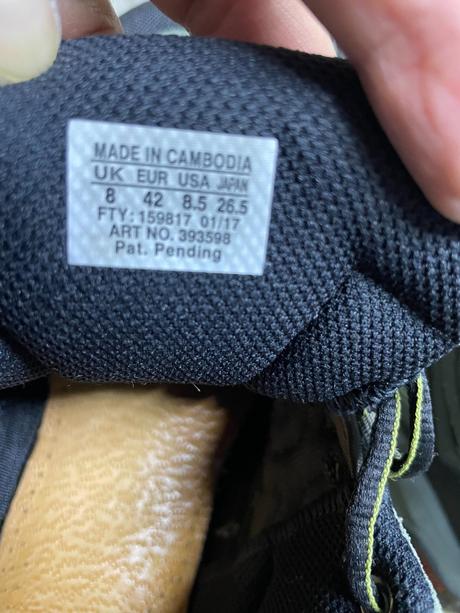 MADE IN CAMBODIA
UK EUR USA JAPAN
8 42 8.5 26.5
FTY: 159817 01/17
ART NO. 393598
Pat. Pending